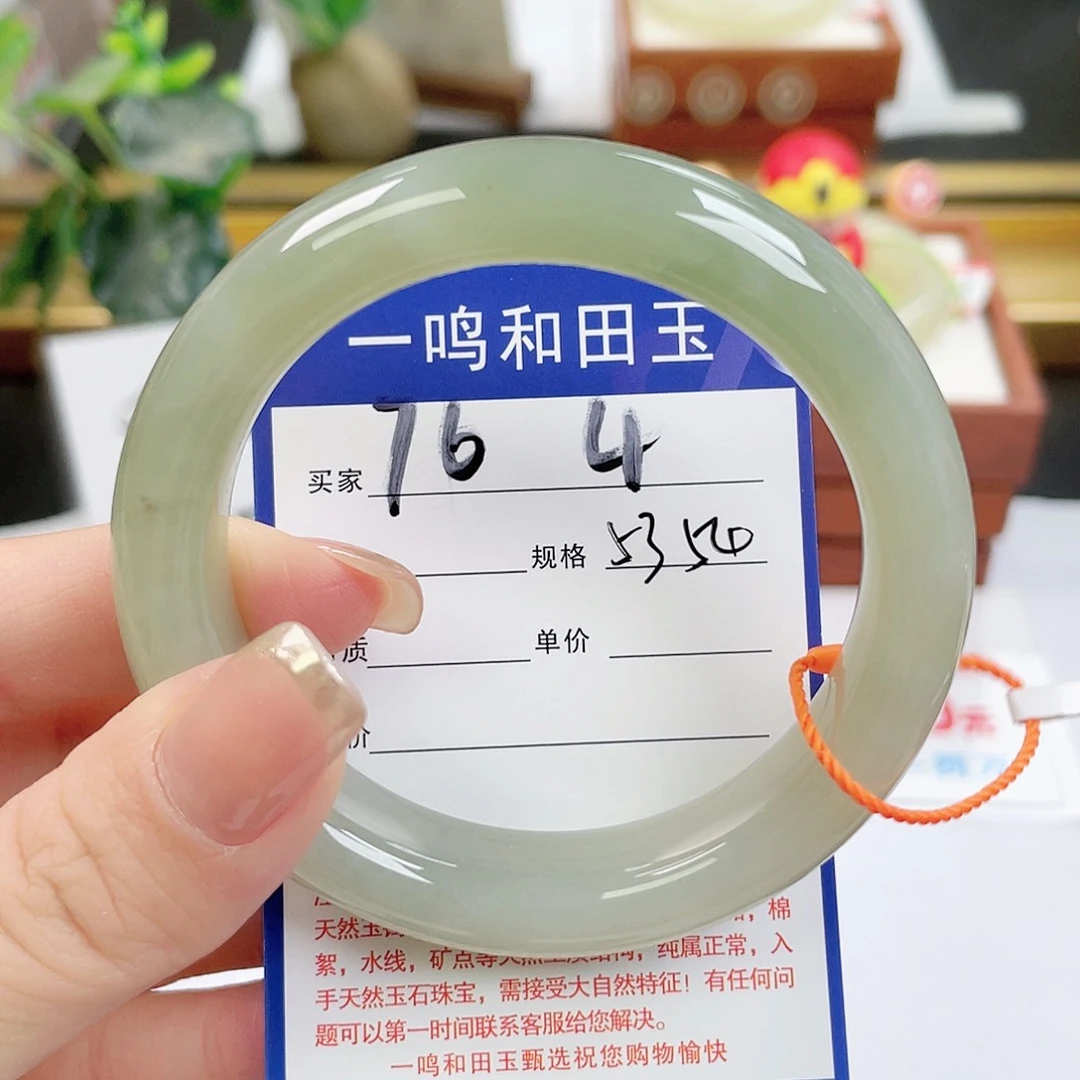 一鸣和田玉
买家 76 4
规格 53 54
质 单价
价
天然玉 棉
絮，水线，矿点等天然玉质结构，纯属正常，入
手天然玉石珠宝，需接受大自然特征！有任何问
题可以第一时间联系客服给您解决。
一鸣和田玉甄选祝您购物愉快
元